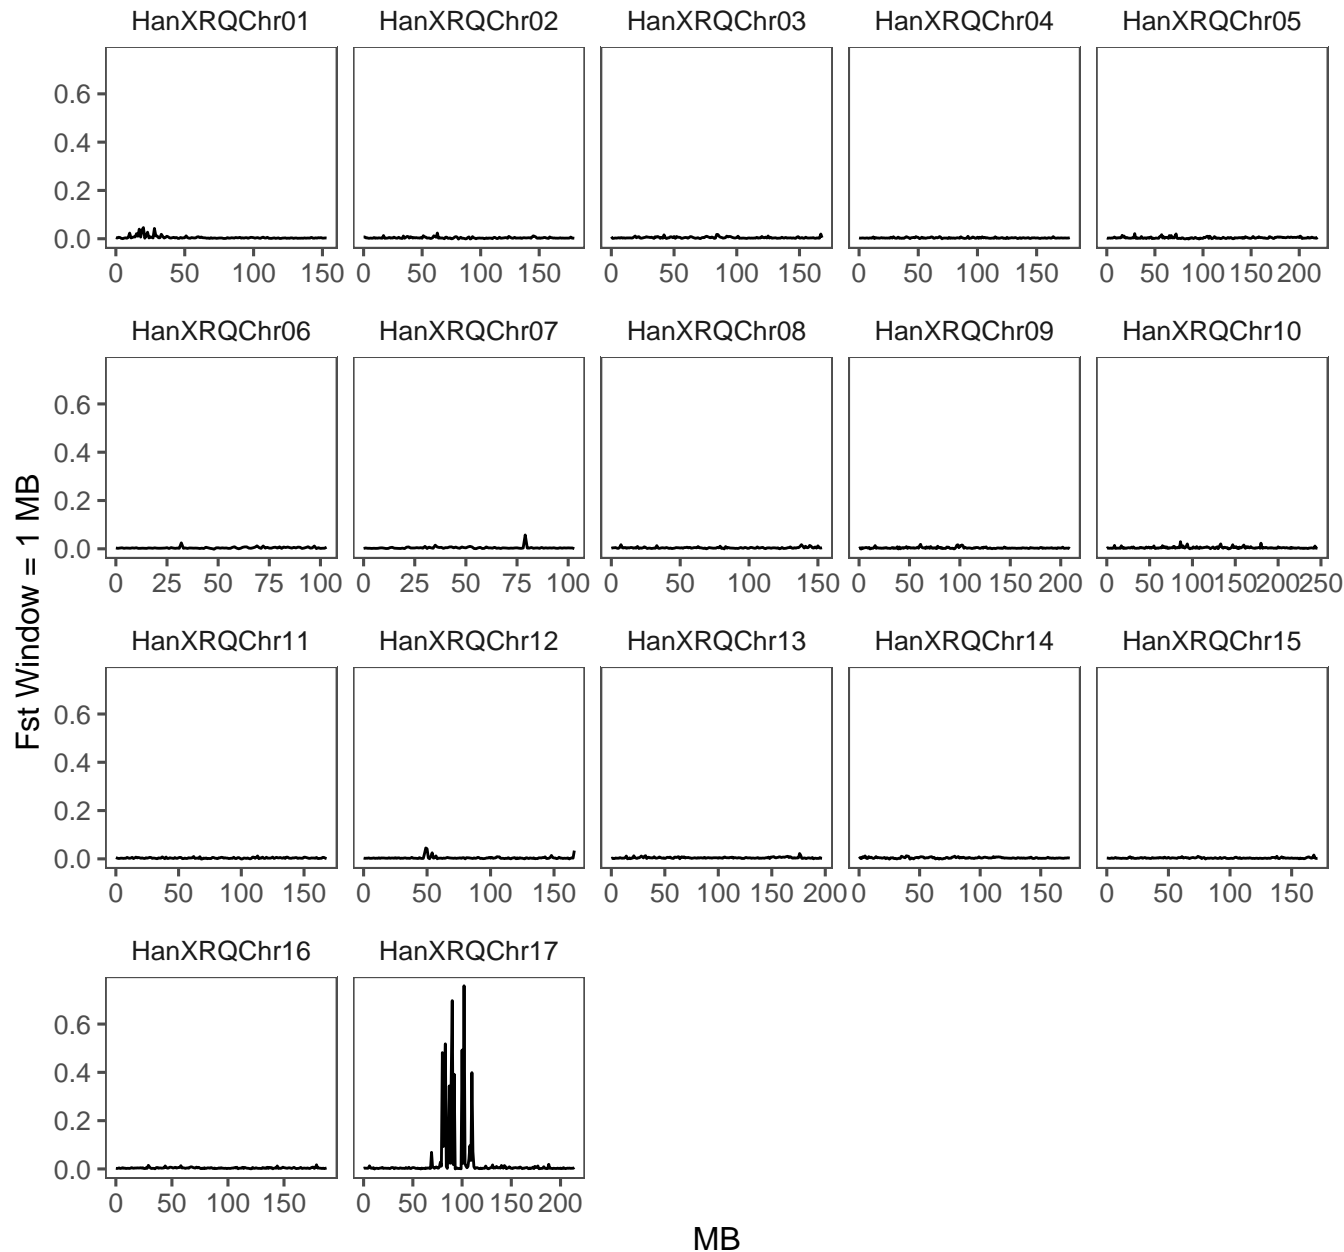 HanXRQChr01 HanXRQChr02 HanXRQChr03 HanXRQChr04 HanXRQChr05
0.6
0.4
0.2
0.0
0 50 100 150 0 50 100 150 0 50 100 150 0 50 100 150 0 50 100 150 200
HanXRQChr06 HanXRQChr07 HanXRQChr08 HanXRQChr09 HanXRQChr10
0.6
0.4
0.2
0.0
0 25 50 75 100 0 25 50 75 100 0 50 100 150 0 50 100 150 200 0 50 100 150 200 250
Fst Window = 1 MB
HanXRQChr11 HanXRQChr12 HanXRQChr13 HanXRQChr14 HanXRQChr15
0.6
0.4
0.2
0.0
0 50 100 150 0 50 100 150 0 50 100 150 200 0 50 100 150 0 50 100 150
HanXRQChr16 HanXRQChr17
0.6
0.4
0.2
0.0
0 50 100 150 0 50 100 150 200
MB